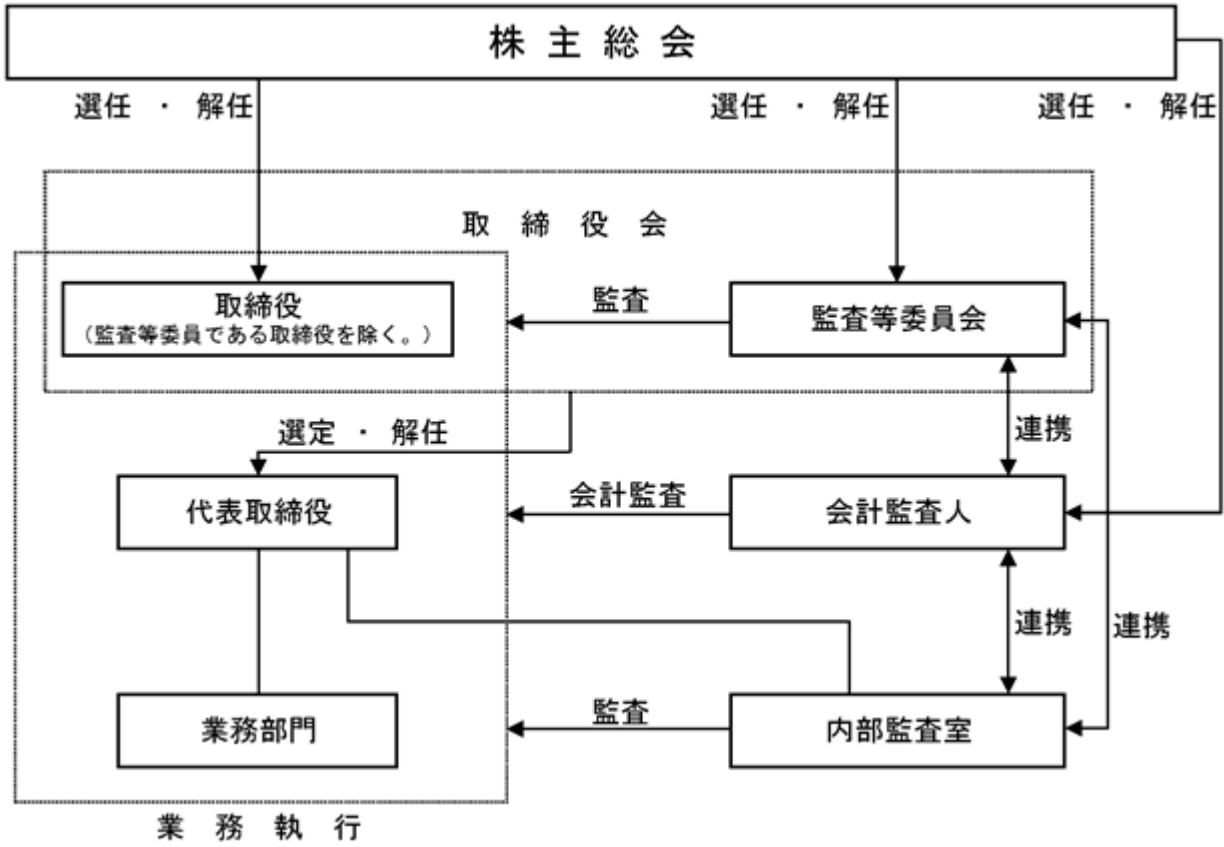 株主総会
選任 ・ 解任
選任 ・ 解任
選任 ・ 解任
取締役会
取締役
（監査等委員である取締役を除く。）
監査
監査等委員会
選定 ・ 解任
連携
代表取締役
会計監査
会計監査人
連携
連携
業務部門
監査
内部監査室
業務執行